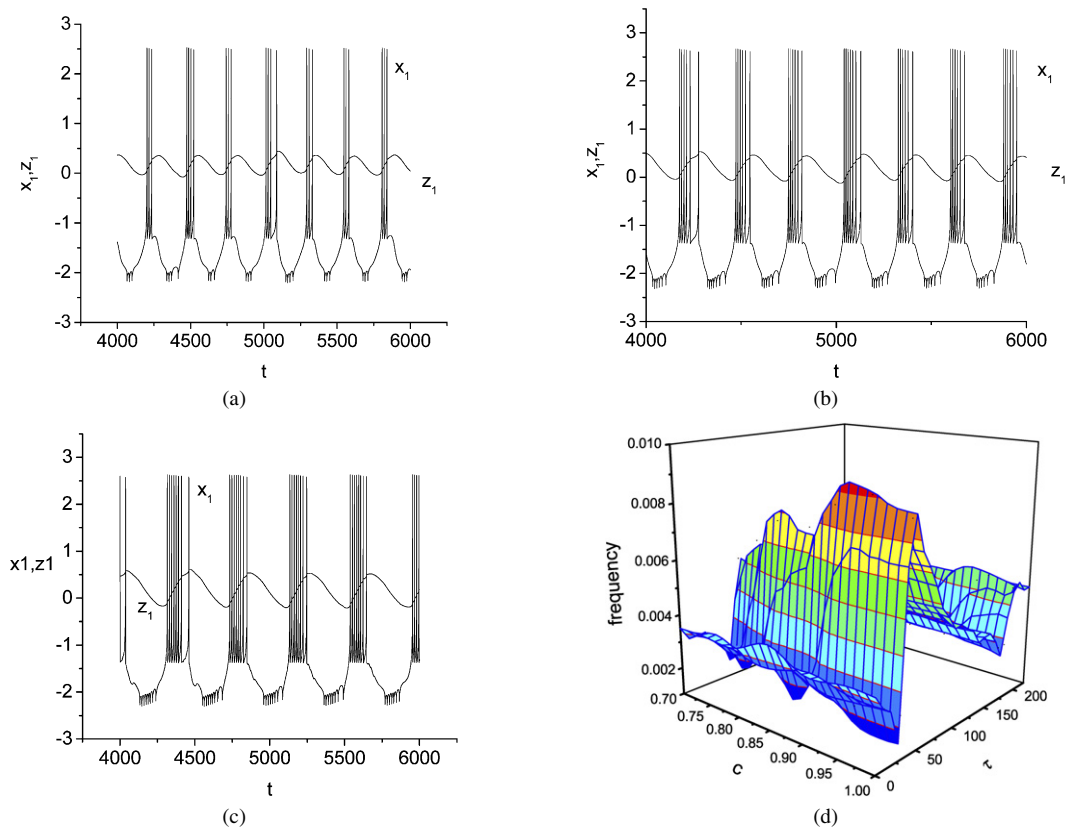 3
2
1
0
-1
-2
-3
x₁,z₁
x₁
z₁
4000 4500 5000 5500 6000
t
(a)
3
2
1
0
-1
-2
-3
x₁,z₁
x₁
z₁
4000 5000 6000
t
(b)
3
2
1
0
-1
-2
-3
x1,z1
x₁
z₁
4000 4500 5000 5500 6000
t
(c)
0.010
0.008
0.006
0.004
0.002
frequency
0.70 0.75 0.80 0.85 0.90 0.95 1.00
c
0 50 100 150 200
τ
(d)